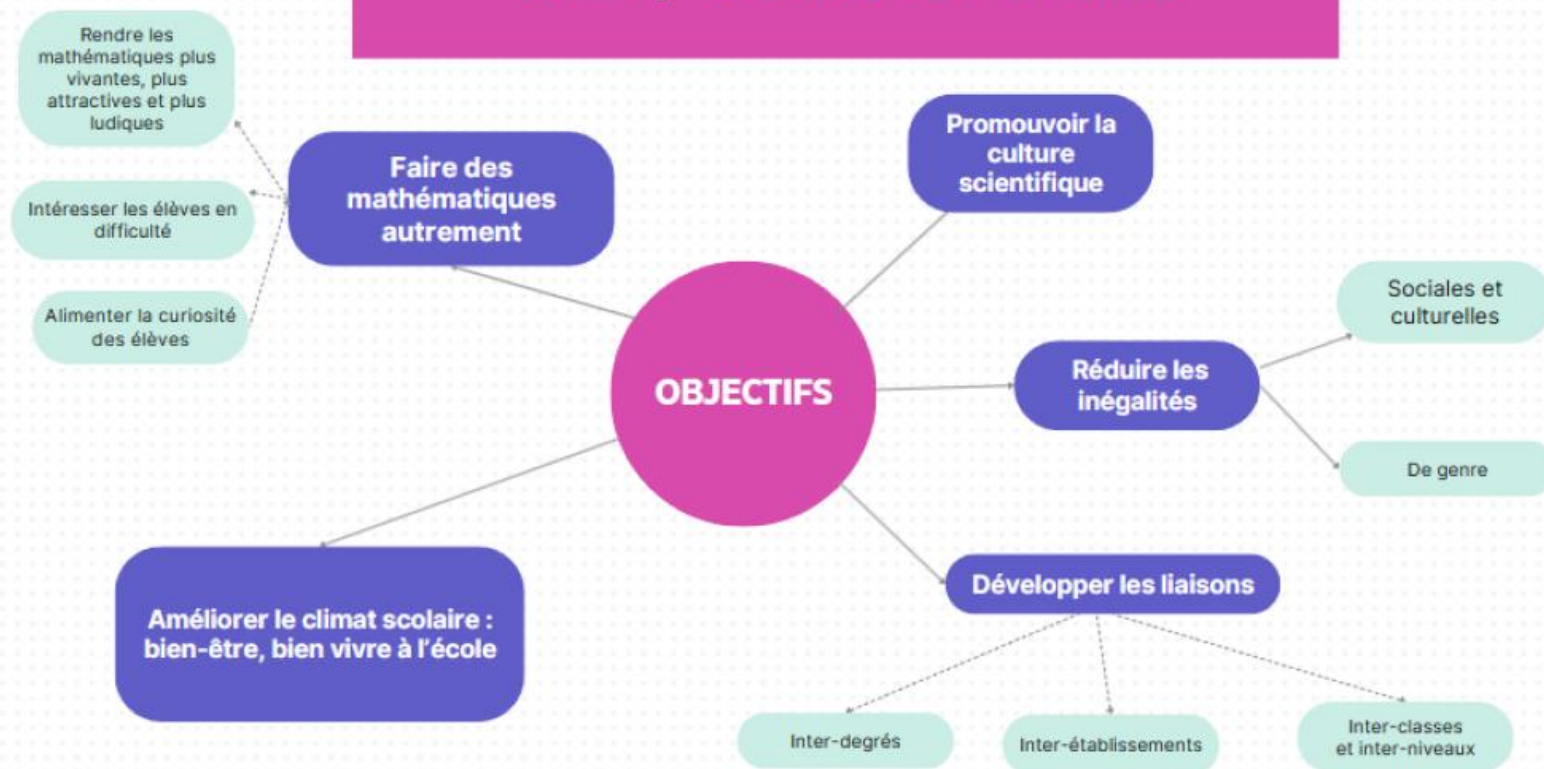 Rendre les
mathématiques plus
vivantes, plus
attractives et plus
ludiques
Faire des
mathématiques
autrement
Intéresser les élèves en
difficulté
Alimenter la curiosité
des élèves
Promouvoir la
culture
scientifique
OBJECTIFS
Réduire les
inégalités
Sociales et
culturelles
De genre
Améliorer le climat scolaire :
bien-être, bien vivre à l'école
Développer les liaisons
Inter-degrés
Inter-établissements
Inter-classes
et inter-niveaux